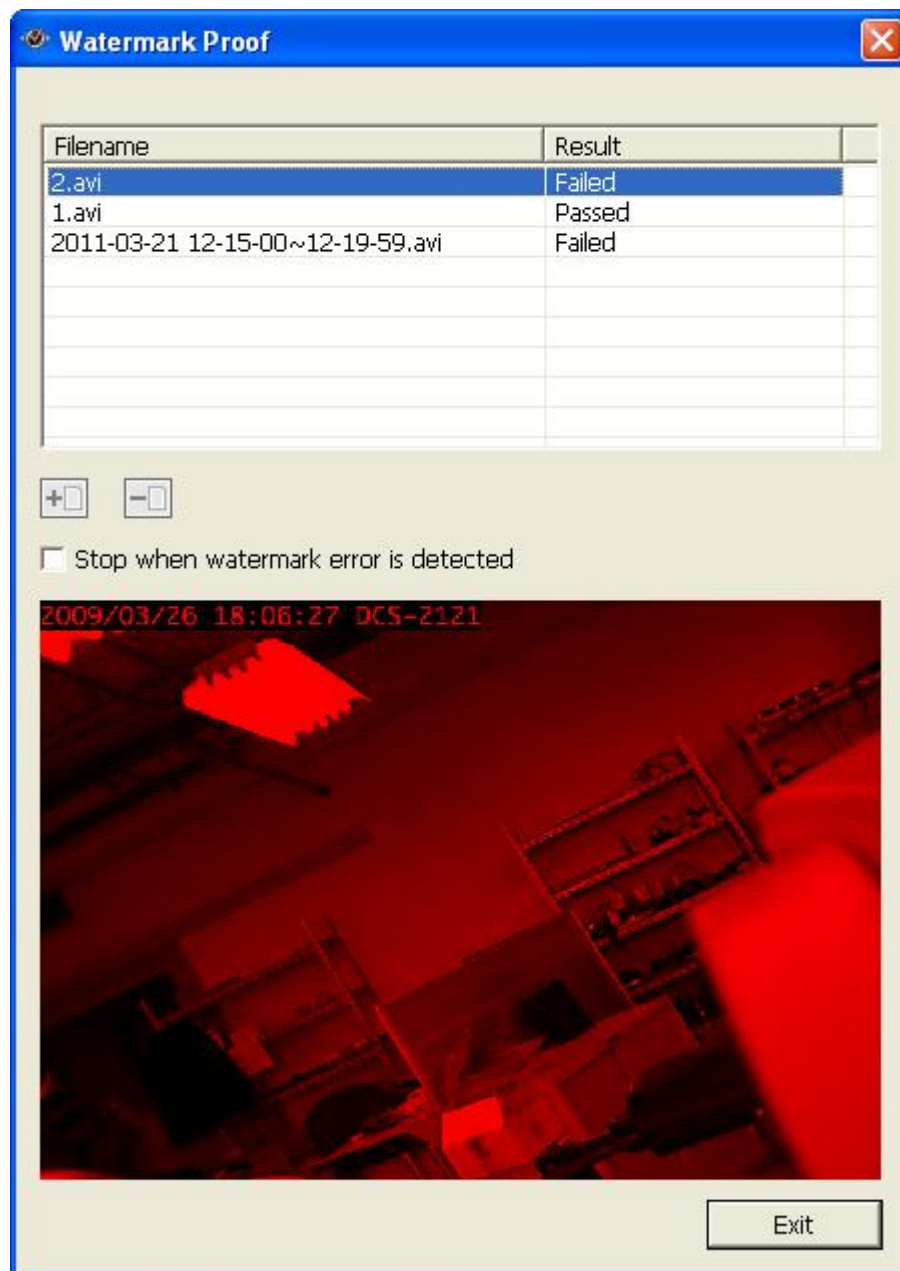 Watermark Proof
Filename Result
2.avi Failed
1.avi Passed
2011-03-21 12-15-00~12-19-59.avi Failed
Stop when watermark error is detected
2009/03/26 18:06:27 DCS-2121
Exit